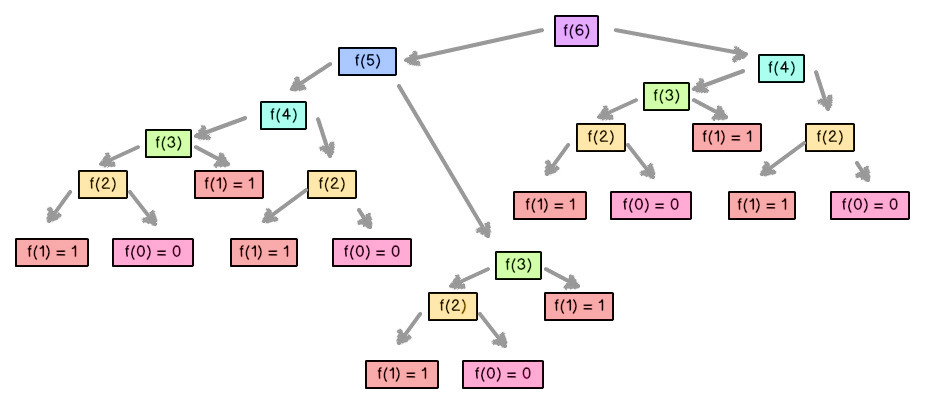 f(6)
f(5)
f(4)
f(3)
f(4)
f(3)
f(2)
f(1) = 1
f(2)
f(2)
f(1) = 1
f(2)
f(1) = 1
f(0) = 0
f(1) = 1
f(0) = 0
f(1) = 1
f(0) = 0
f(1) = 1
f(0) = 0
f(3)
f(2)
f(1) = 1
f(1) = 1
f(0) = 0